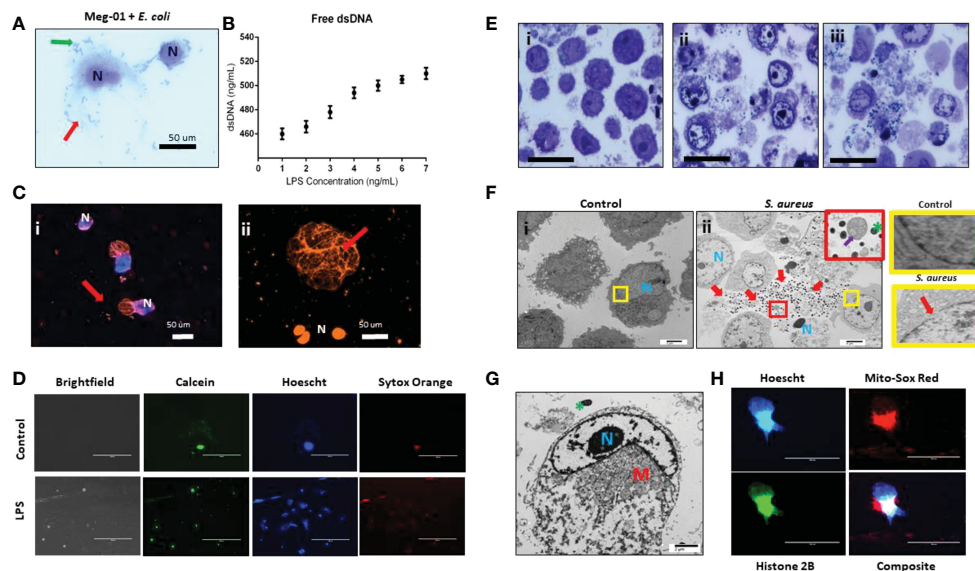 A
Meg-01 + E. coli
N
N
50 um
B
Free dsDNA
dsDNA (ng/mL)
540
520
500
480
460
1 2 3 4 5 6 7
LPS Concentration (ng/mL)
C
i
N
N
50 um
ii
N
50 um
D
Brightfield Calcein Hoescht Sytox Orange
Control
LPS
E
i
ii
iii
F
Control
i
N
S. aureus
ii
N
N
*
Control
S. aureus
G
*
N
M
2 µm
H
Hoescht Mito-Sox Red
Histone 2B Composite